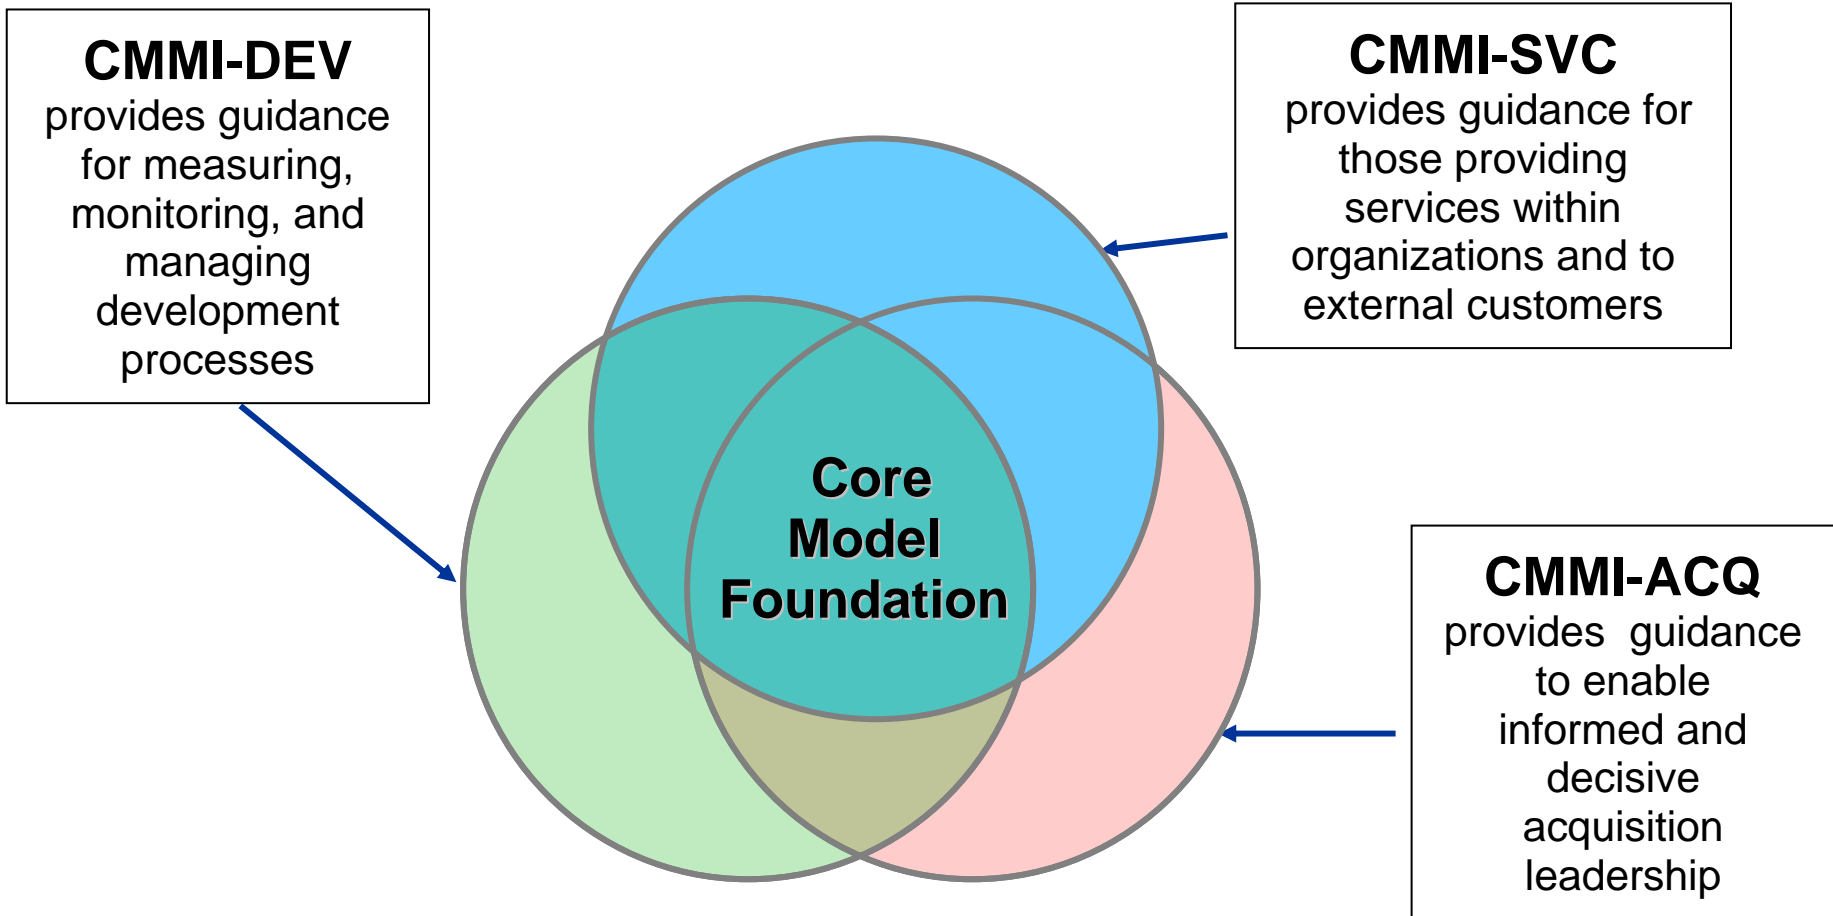 CMMI-DEV
provides guidance
for measuring,
monitoring, and
managing
development
processes
CMMI-SVC
provides guidance for
those providing
services within
organizations and to
external customers
Core
Model
Foundation
CMMI-ACQ
provides guidance
to enable
informed and
decisive
acquisition
leadership